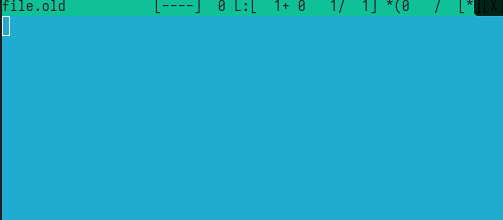 file.old [----] 0 L:[ 1+ 0 1/ 1] *(0 / [*][X]